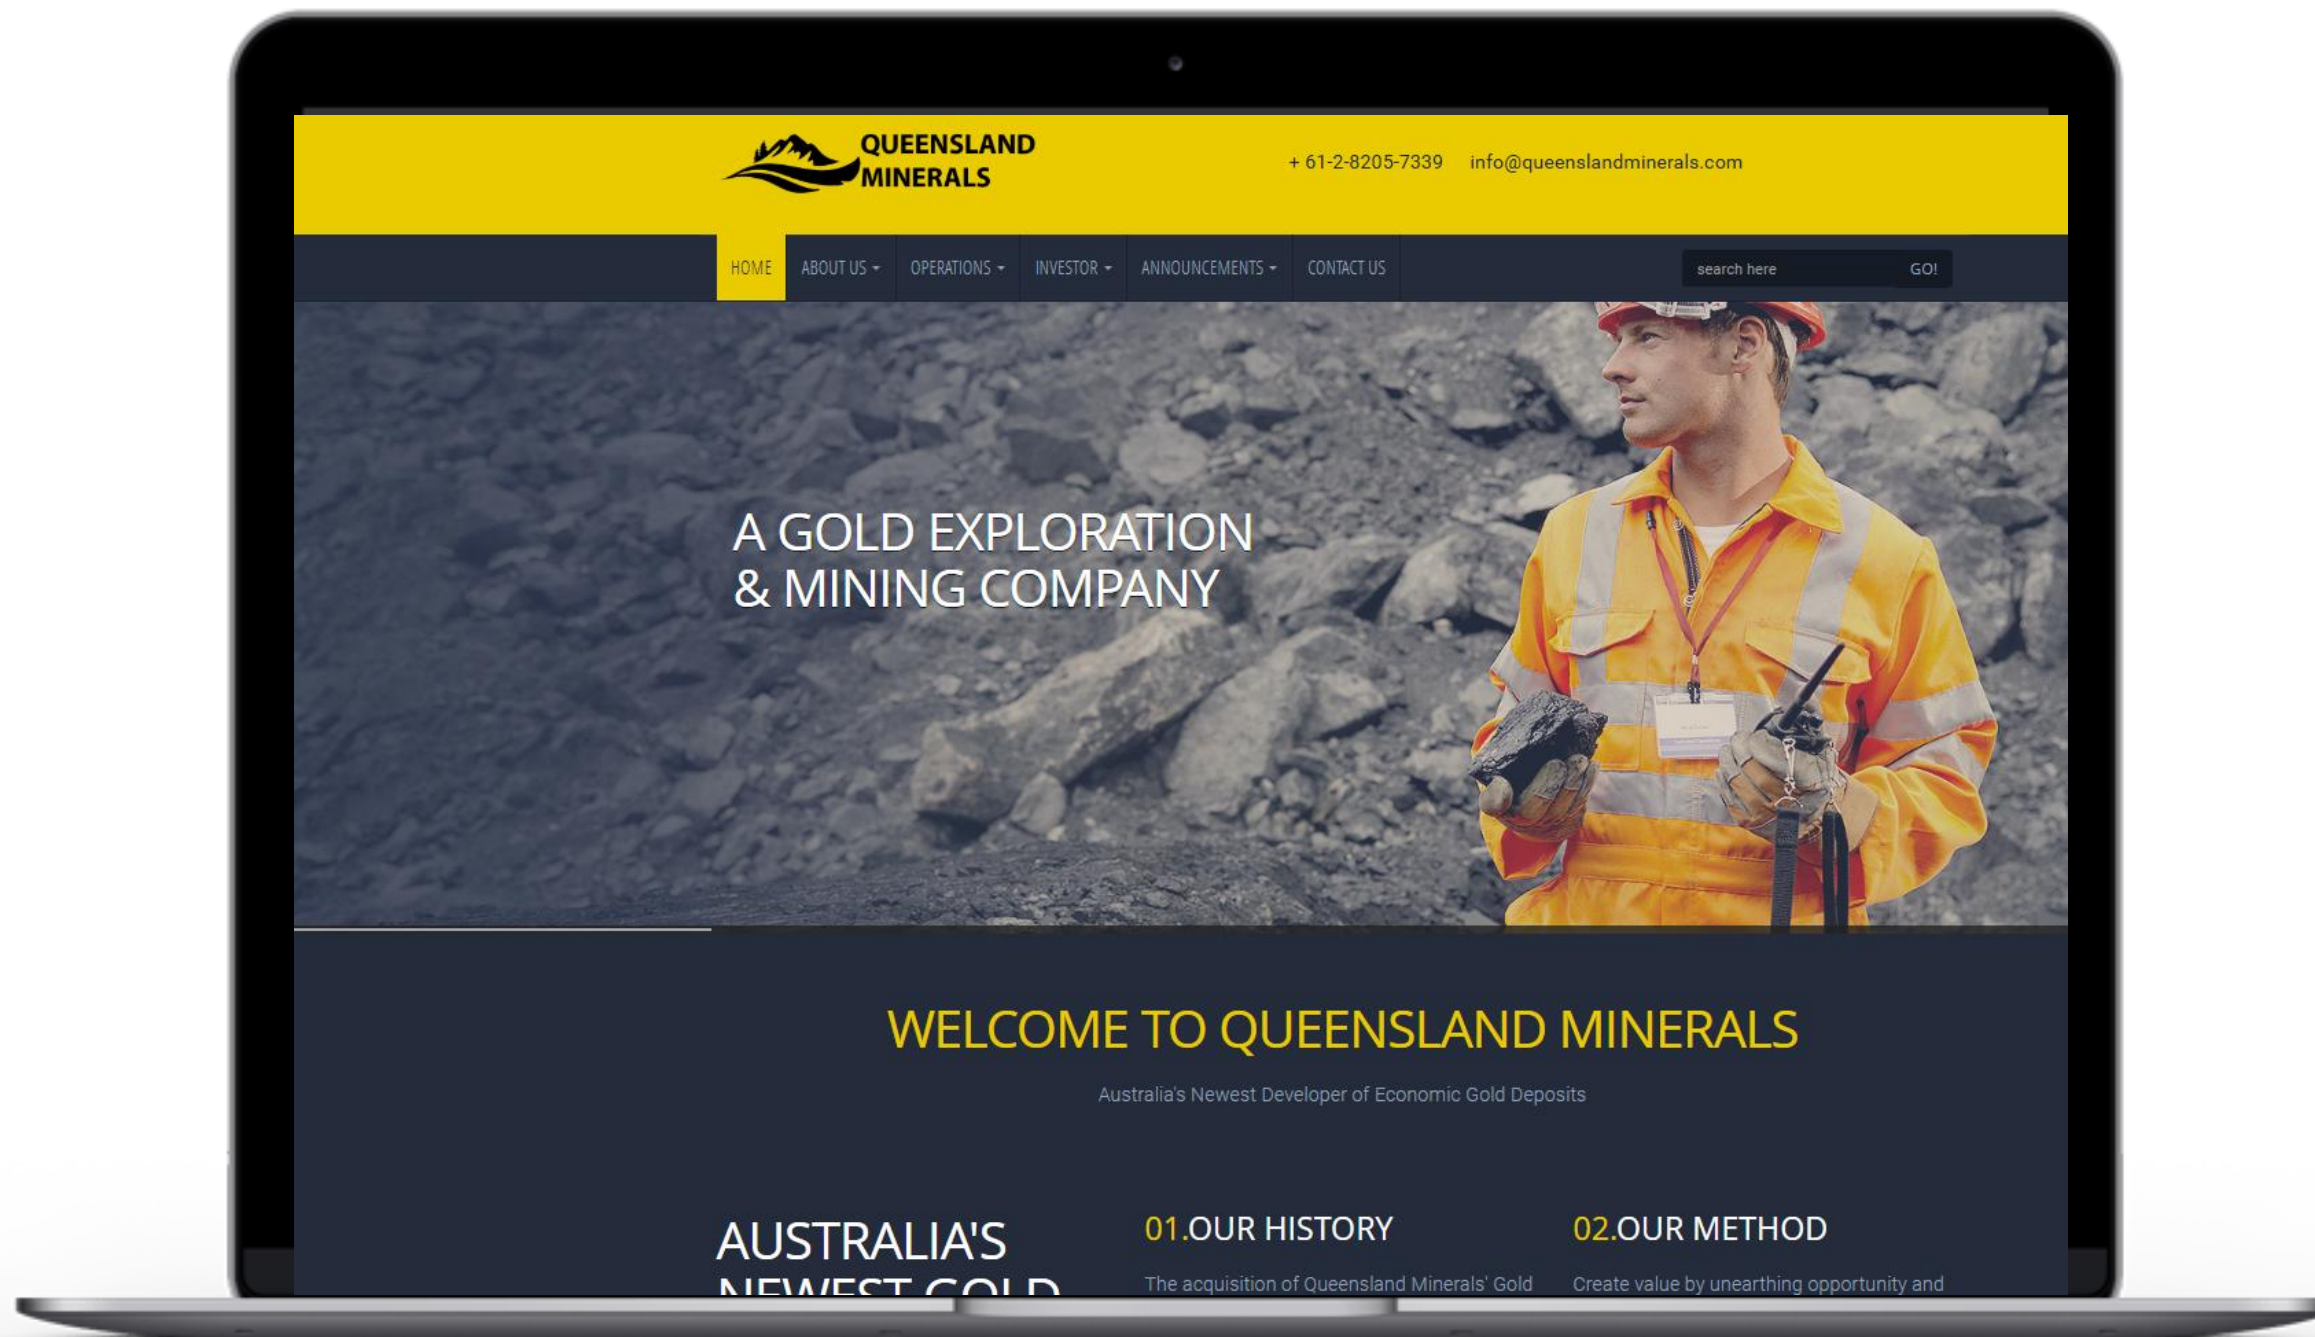 QUEENSLAND
MINERALS
+ 61-2-8205-7339 info@queenslandminerals.com
HOME ABOUT US OPERATIONS INVESTOR ANNOUNCEMENTS CONTACT US search here GO!
A GOLD EXPLORATION
& MINING COMPANY
WELCOME TO QUEENSLAND MINERALS
Australia's Newest Developer of Economic Gold Deposits
AUSTRALIA'S
NEWEST GOLD
01.OUR HISTORY
The acquisition of Queensland Minerals' Gold
02.OUR METHOD
Create value by unearthing opportunity and